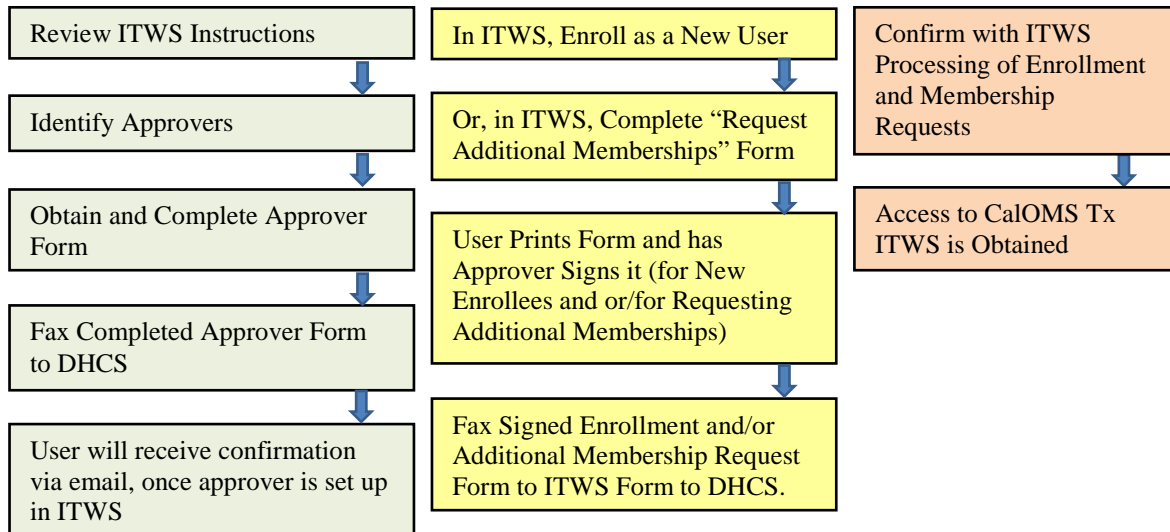 Review ITWS Instructions
Identify Approvers
Obtain and Complete Approver
Form
Fax Completed Approver Form
to DHCS
User will receive confirmation
via email, once approver is set up
in ITWS
In ITWS, Enroll as a New User
Or, in ITWS, Complete “Request
Additional Memberships” Form
User Prints Form and has
Approver Signs it (for New
Enrollees and or/for Requesting
Additional Memberships)
Fax Signed Enrollment and/or
Additional Membership Request
Form to ITWS Form to DHCS.
Confirm with ITWS
Processing of Enrollment
and Membership
Requests
Access to CalOMS Tx
ITWS is Obtained